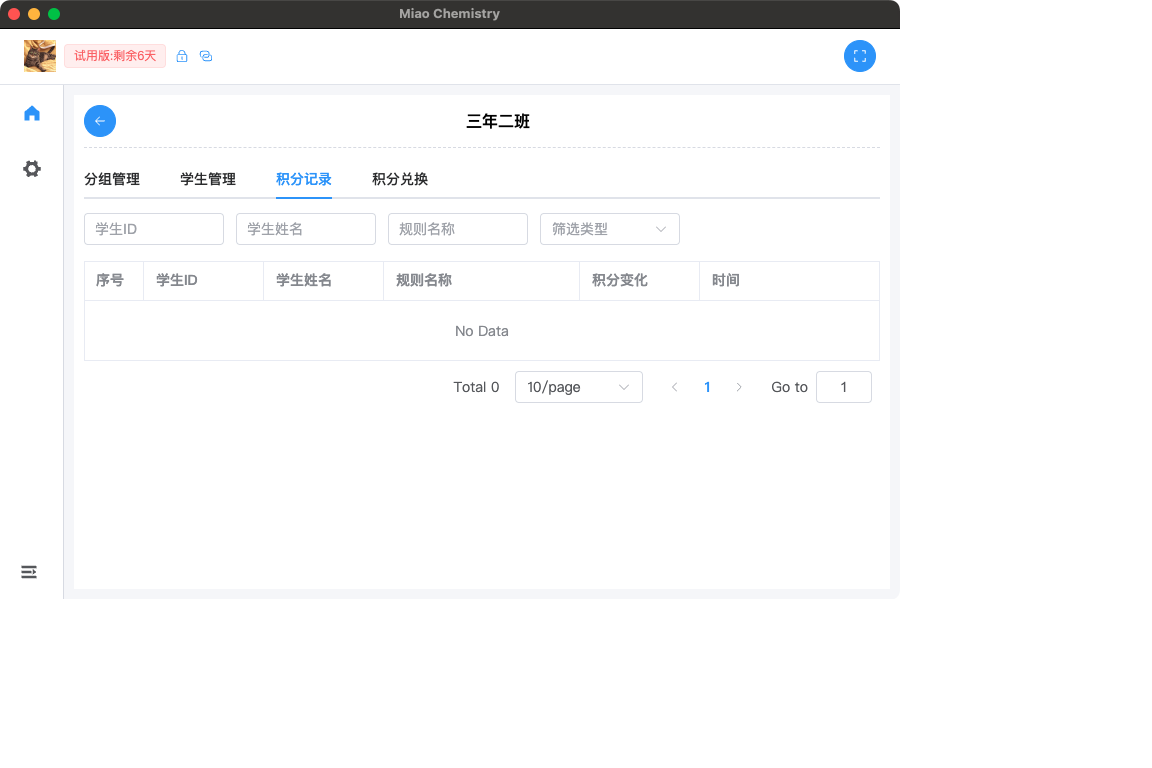 Miao Chemistry
试用版:剩余6天
三年二班
分组管理 学生管理 积分记录 积分兑换
学生ID 学生姓名 规则名称 筛选类型
序号 学生ID 学生姓名 规则名称 积分变化 时间
No Data
Total 0 10/page 1 Go to 1